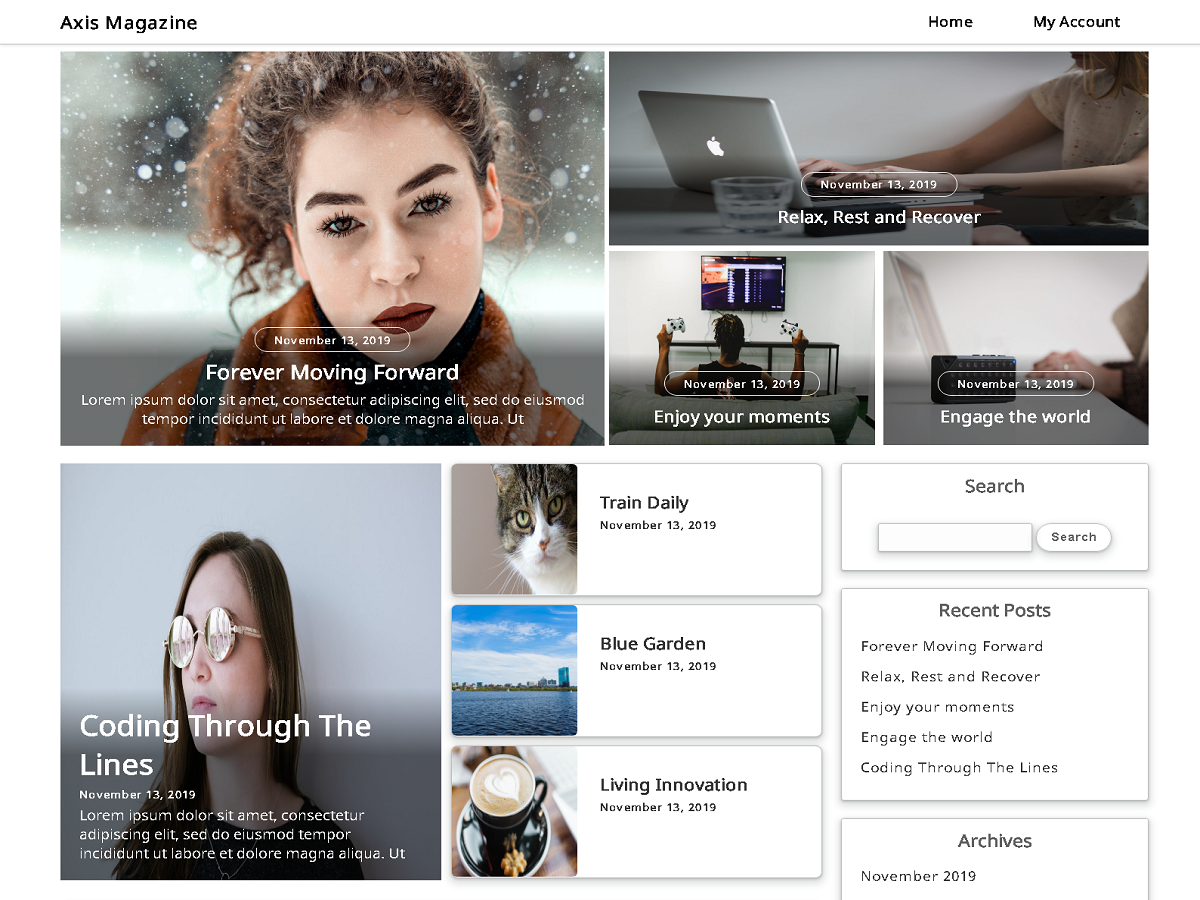 Axis Magazine
Home
My Account
November 13, 2019
Forever Moving Forward
Lorem ipsum dolor sit amet, consectetur adipiscing elit, sed do eiusmod
tempor incididunt ut labore et dolore magna aliqua. Ut
November 13, 2019
Relax, Rest and Recover
November 13, 2019
Enjoy your moments
November 13, 2019
Engage the world
Coding Through The
Lines
November 13, 2019
Lorem ipsum dolor sit amet, consectetur
adipiscing elit, sed do eiusmod tempor
incididunt ut labore et dolore magna aliqua. Ut
Train Daily
November 13, 2019
Blue Garden
November 13, 2019
Living Innovation
November 13, 2019
Search
Search
Recent Posts
Forever Moving Forward
Relax, Rest and Recover
Enjoy your moments
Engage the world
Coding Through The Lines
Archives
November 2019